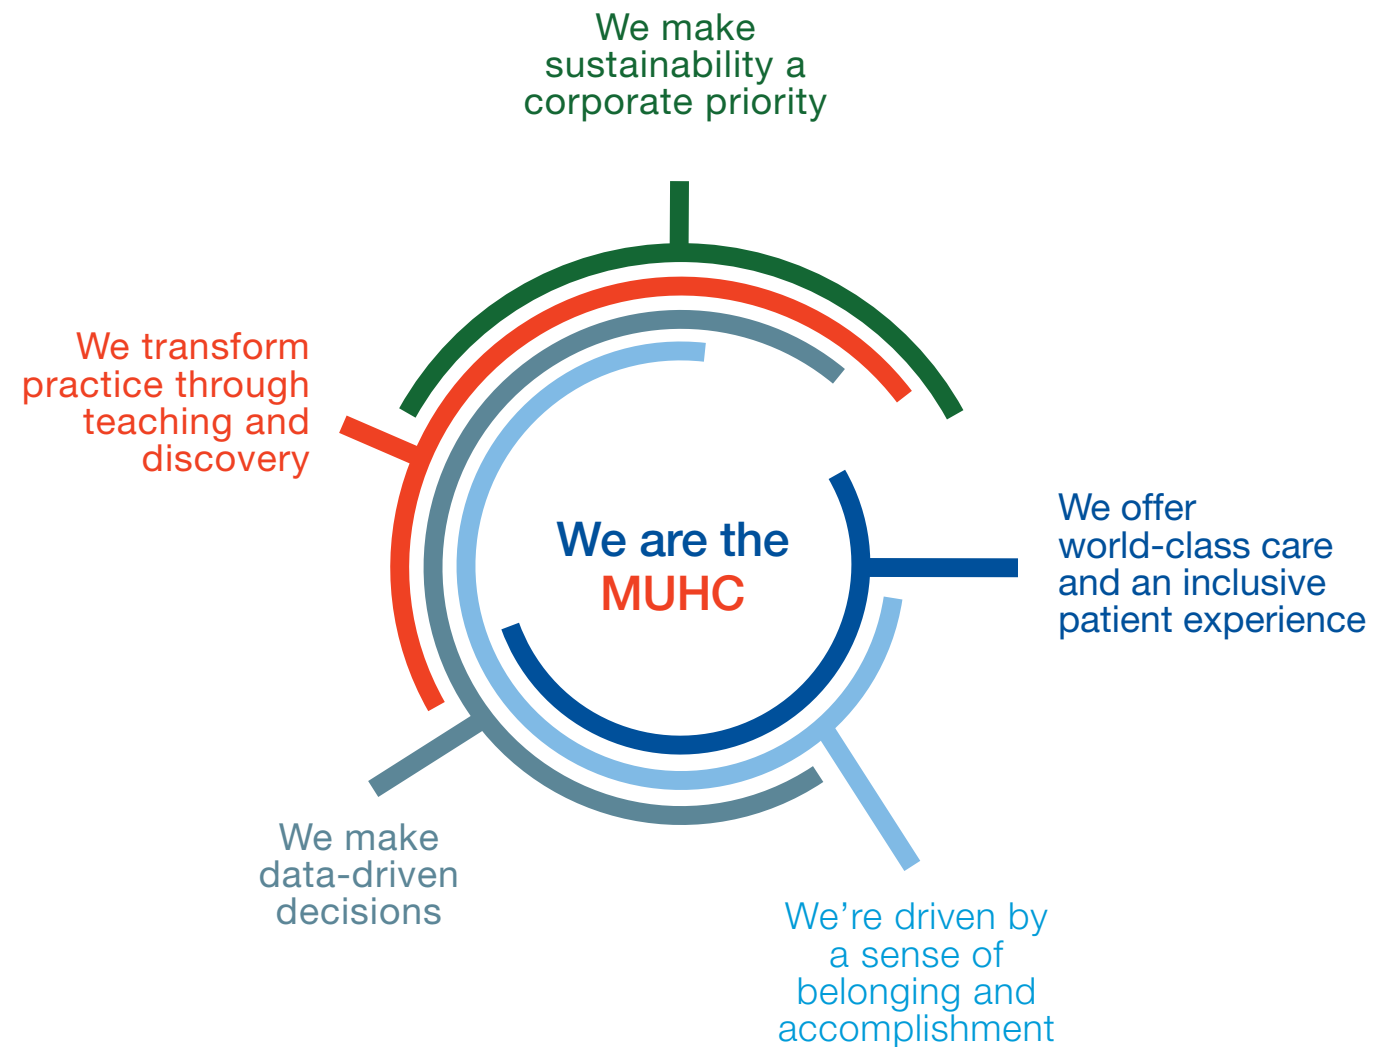 We make
sustainability a
corporate priority
We transform
practice through
teaching and
discovery
We are the
MUHC
We offer
world-class care
and an inclusive
patient experience
We make
data-driven
decisions
We’re driven by
a sense of
belonging and
accomplishment